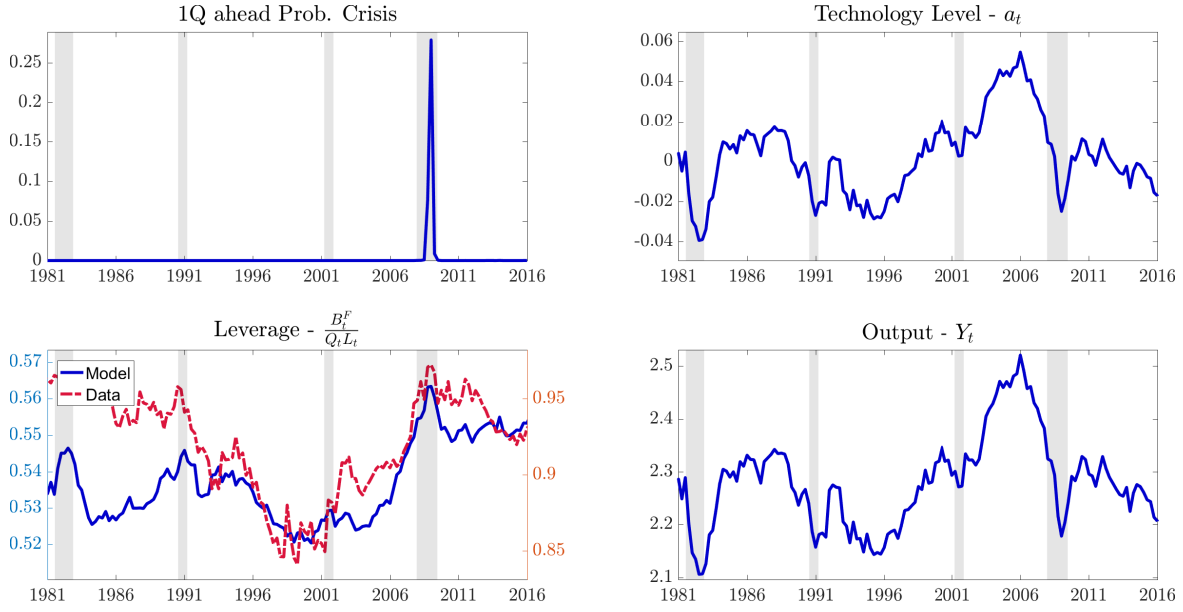 1Q ahead Prob. Crisis
0.25
0.2
0.15
0.1
0.05
0
1981 1986 1991 1996 2001 2006 2011 2016
Technology Level - a_t
0.06
0.04
0.02
0
-0.02
-0.04
1981 1986 1991 1996 2001 2006 2011 2016
Leverage - B_t^F / Q_t L_t
0.57
0.56
0.55
0.54
0.53
0.52
Model
Data
0.95
0.9
0.85
1981 1986 1991 1996 2001 2006 2011 2016
Output - Y_t
2.5
2.4
2.3
2.2
2.1
1981 1986 1991 1996 2001 2006 2011 2016